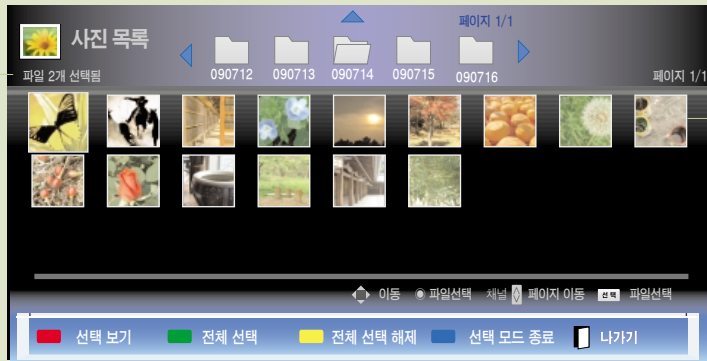 페이지 1/1
사진 목록
090712 090713 090714 090715 090716
파일 2개 선택됨
페이지 1/1
이동 파일선택 채널 페이지 이동 선택 파일선택
선택 보기 전체 선택 전체 선택 해제 선택 모드 종료 나가기